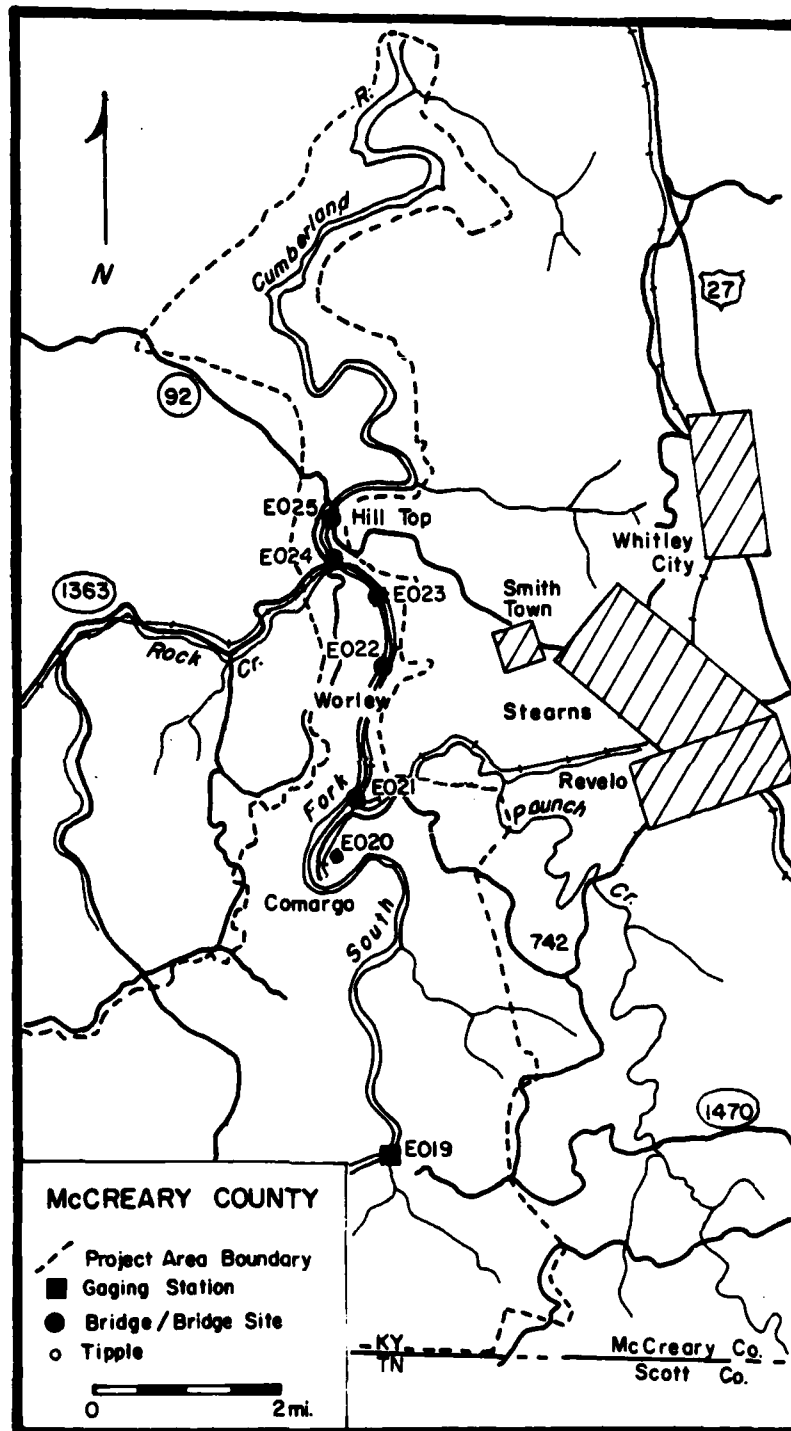 R.
Cumberland
N
27
92
E025
Hill Top
E024
Whitley
City
1363
E023
Smith
Town
Rock
Cr.
E022
Worley
Stearns
Fork
E021
Revelo
Paunch
E020
Comargo
Cr.
South
742
1470
E019
McCREARY COUNTY
Project Area Boundary
Gaging Station
Bridge / Bridge Site
Tipple
0 2 mi.
KY
TN
McCreary Co.
Scott Co.